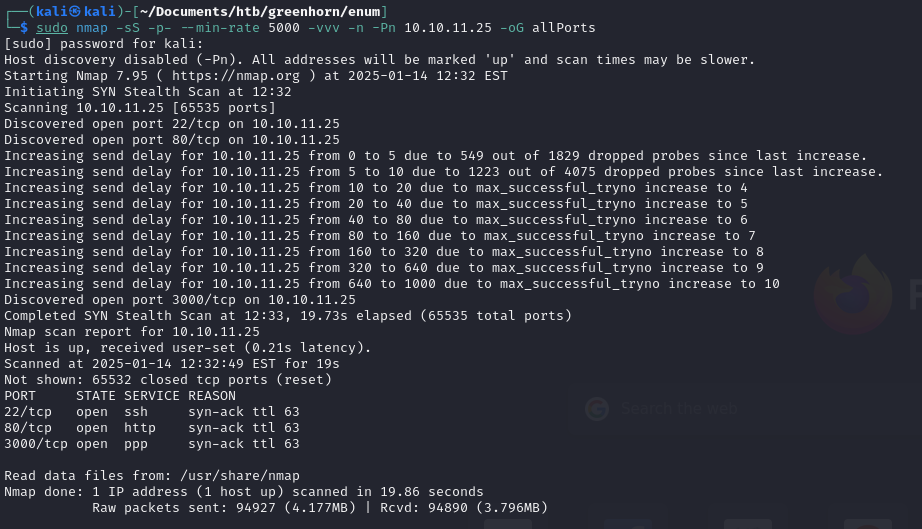 ┌──(kali㉿kali)-[~/Documents/htb/greenhorn/enum]
└─$ sudo nmap -sS -p- --min-rate 5000 -vvv -n -Pn 10.10.11.25 -oG allPorts
[sudo] password for kali:
Host discovery disabled (-Pn). All addresses will be marked 'up' and scan times may be slower.
Starting Nmap 7.95 ( https://nmap.org ) at 2025-01-14 12:32 EST
Initiating SYN Stealth Scan at 12:32
Scanning 10.10.11.25 [65535 ports]
Discovered open port 22/tcp on 10.10.11.25
Discovered open port 80/tcp on 10.10.11.25
Increasing send delay for 10.10.11.25 from 0 to 5 due to 549 out of 1829 dropped probes since last increase.
Increasing send delay for 10.10.11.25 from 5 to 10 due to 1223 out of 4075 dropped probes since last increase.
Increasing send delay for 10.10.11.25 from 10 to 20 due to max_successful_tryno increase to 4
Increasing send delay for 10.10.11.25 from 20 to 40 due to max_successful_tryno increase to 5
Increasing send delay for 10.10.11.25 from 40 to 80 due to max_successful_tryno increase to 6
Increasing send delay for 10.10.11.25 from 80 to 160 due to max_successful_tryno increase to 7
Increasing send delay for 10.10.11.25 from 160 to 320 due to max_successful_tryno increase to 8
Increasing send delay for 10.10.11.25 from 320 to 640 due to max_successful_tryno increase to 9
Increasing send delay for 10.10.11.25 from 640 to 1000 due to max_successful_tryno increase to 10
Discovered open port 3000/tcp on 10.10.11.25
Completed SYN Stealth Scan at 12:33, 19.73s elapsed (65535 total ports)
Nmap scan report for 10.10.11.25
Host is up, received user-set (0.21s latency).
Scanned at 2025-01-14 12:32:49 EST for 19s
Not shown: 65532 closed tcp ports (reset)
PORT     STATE SERVICE REASON
22/tcp   open  ssh     syn-ack ttl 63
80/tcp   open  http    syn-ack ttl 63
3000/tcp open  ppp     syn-ack ttl 63
Search the web
Read data files from: /usr/share/nmap
Nmap done: 1 IP address (1 host up) scanned in 19.86 seconds
Raw packets sent: 94927 (4.177MB) | Rcvd: 94890 (3.796MB)